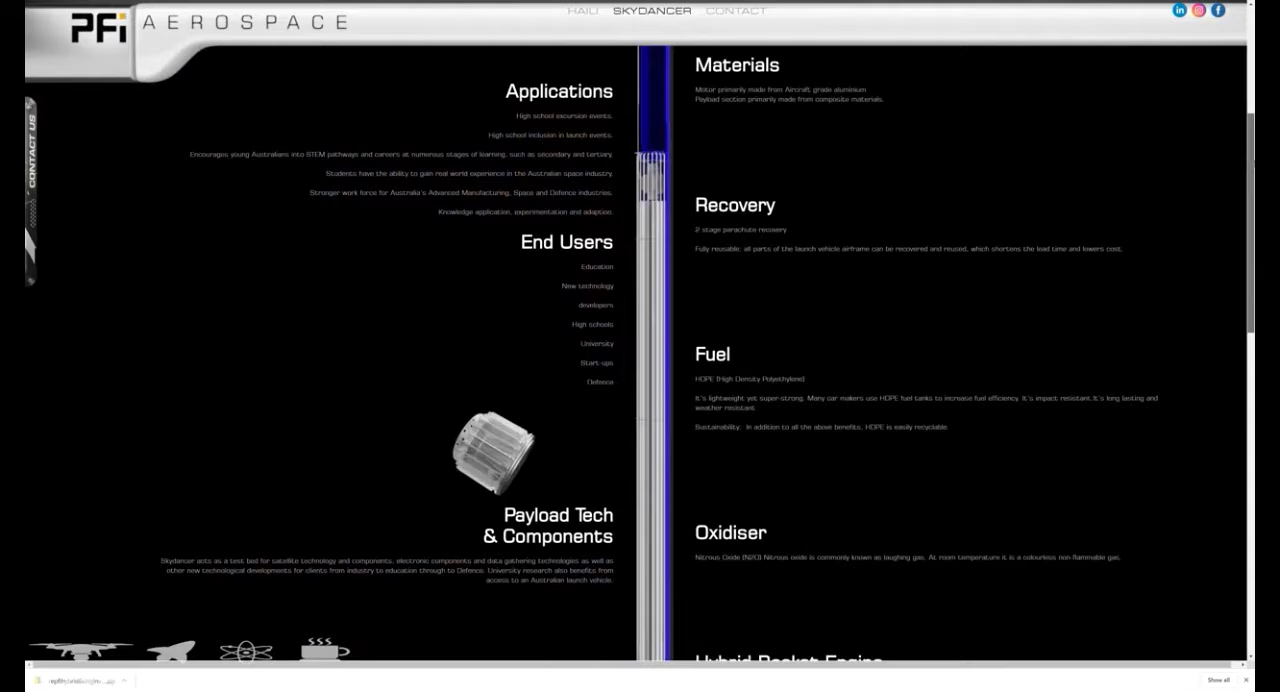 PFi AEROSPACE
HAILI SKYDANCER CONTACT
CONTACT US
Applications
High school excursion events.
High school inclusion in launch events.
Encourages young Australians into STEM pathways and careers at numerous stages of learning, such as secondary and tertiary.
Students have the ability to gain real world experience in the Australian space industry.
Stronger work force for Australia's Advanced Manufacturing, Space and Defence industries.
Knowledge application, experimentation and adaption.
End Users
Education
New technology
developers
High schools
University
Start-ups
Defence
Payload Tech
& Components
Skydancer acts as a test bed for satellite technology and components, electronic components and data gathering technologies as well as
other new technological developments for clients from industry to education through to Defence. University research also benefits from
access to an Australian launch vehicle.
Materials
Motor primarily made from Aircraft grade aluminium
Payload section primarily made from composite materials.
Recovery
2 stage parachute recovery
Fully reusable: all parts of the launch vehicle airframe can be recovered and reused, which shortens the lead time and lowers cost.
Fuel
HDPE (High Density Polyethylene)
It's lightweight yet super-strong. Many car makers use HDPE fuel tanks to increase fuel efficiency. It's impact resistant. It's long lasting and
weather resistant.
Sustainability: In addition to all the above benefits, HDPE is easily recyclable.
Oxidiser
Nitrous Oxide (N2O) Nitrous oxide is commonly known as laughing gas. At room temperature it is a colourless non-flammable gas.
Hybrid Rocket Engine
Show all